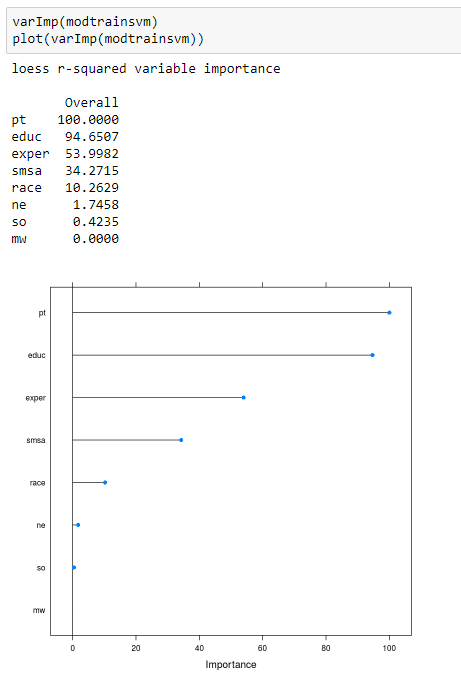 varImp(modtrainsvm)
plot(varImp(modtrainsvm))
loess r-squared variable importance
Overall
pt 100.0000
educ 94.6507
exper 53.9982
smsa 34.2715
race 10.2629
ne 1.7458
so 0.4235
mw 0.0000
pt
educ
exper
smsa
race
ne
so
mw
0 20 40 60 80 100
Importance